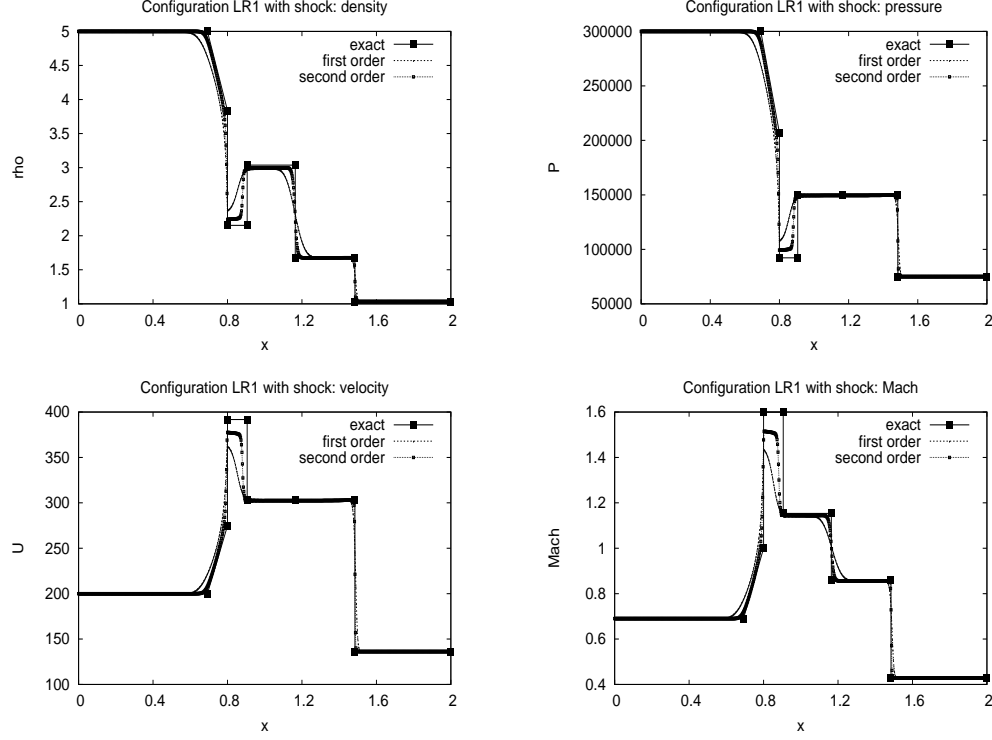 Configuration LR1 with shock: density
5
4.5
4
3.5
3
2.5
2
1.5
1
0 0.4 0.8 1.2 1.6 2
rho
x
exact
first order
second order
Configuration LR1 with shock: pressure
300000
250000
200000
150000
100000
50000
0 0.4 0.8 1.2 1.6 2
P
x
exact
first order
second order
Configuration LR1 with shock: velocity
400
350
300
250
200
150
100
0 0.4 0.8 1.2 1.6 2
U
x
exact
first order
second order
Configuration LR1 with shock: Mach
1.6
1.4
1.2
1
0.8
0.6
0.4
0 0.4 0.8 1.2 1.6 2
Mach
x
exact
first order
second order